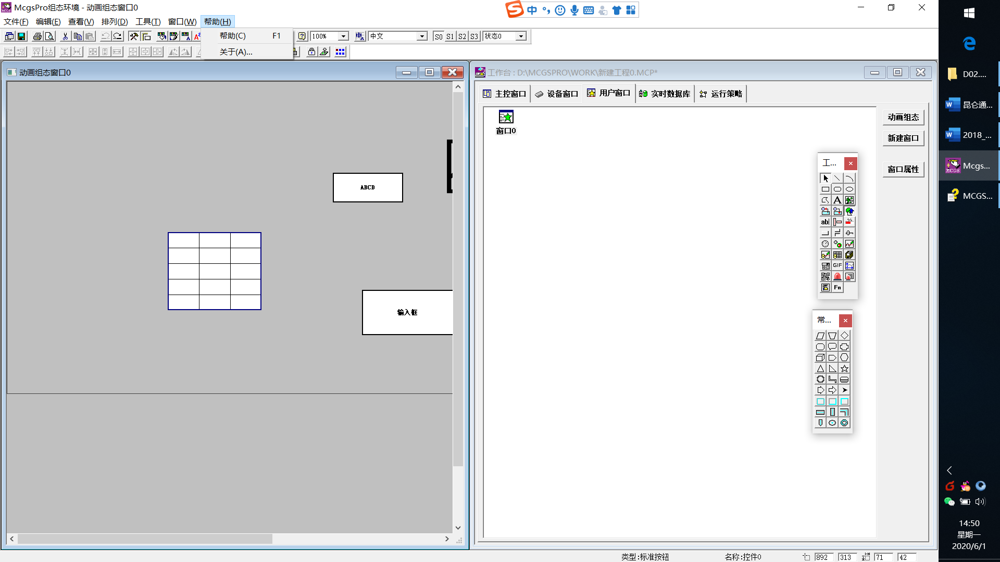 McgsPro组态环境 - 动画组态窗口0
中
文件(F) 编辑(E) 查看(V) 排列(D) 工具(T) 窗口(W) 帮助(H)
帮助(C) F1
关于(A)...
100% 中文 S0 S1 S2 S3 状态0
动画组态窗口0
ABCD
输入框
工作台 : D:\MCGSPRO\WORK\新建工程0.MCP*
主控窗口 设备窗口 用户窗口 实时数据库 运行策略
窗口0
动画组态
新建窗口
窗口属性
工...
ab|
GIF
Fn
常...
D02....
昆仑通...
2018_...
Mcgs...
MCGS...
14:50
星期一
2020/6/1
类型:标准按钮 名称:控件0 892 313 71 42